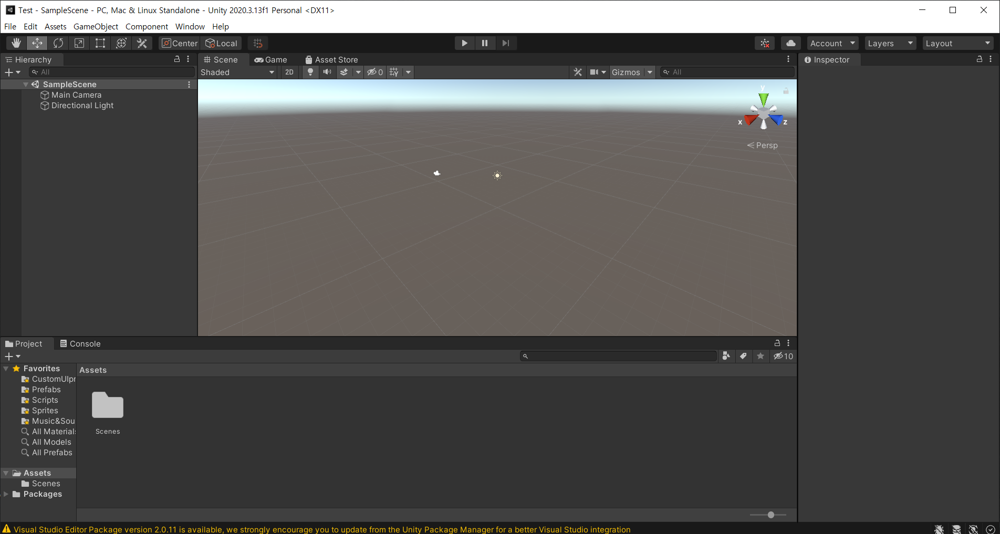 Test - SampleScene - PC, Mac & Linux Standalone - Unity 2020.3.13f1 Personal <DX11>
File Edit Assets GameObject Component Window Help
Center Local Account Layers Layout
Hierarchy
All
SampleScene
Main Camera
Directional Light
Scene Game Asset Store
Shaded 2D 0 Gizmos All
y
x z
Persp
Inspector
Project Console
10
Favorites
CustomUIpr
Prefabs
Scripts
Sprites
Music&Sou
All Materials
All Models
All Prefabs
Assets
Scenes
Packages
Assets
Scenes
Visual Studio Editor Package version 2.0.11 is available, we strongly encourage you to update from the Unity Package Manager for a better Visual Studio integration